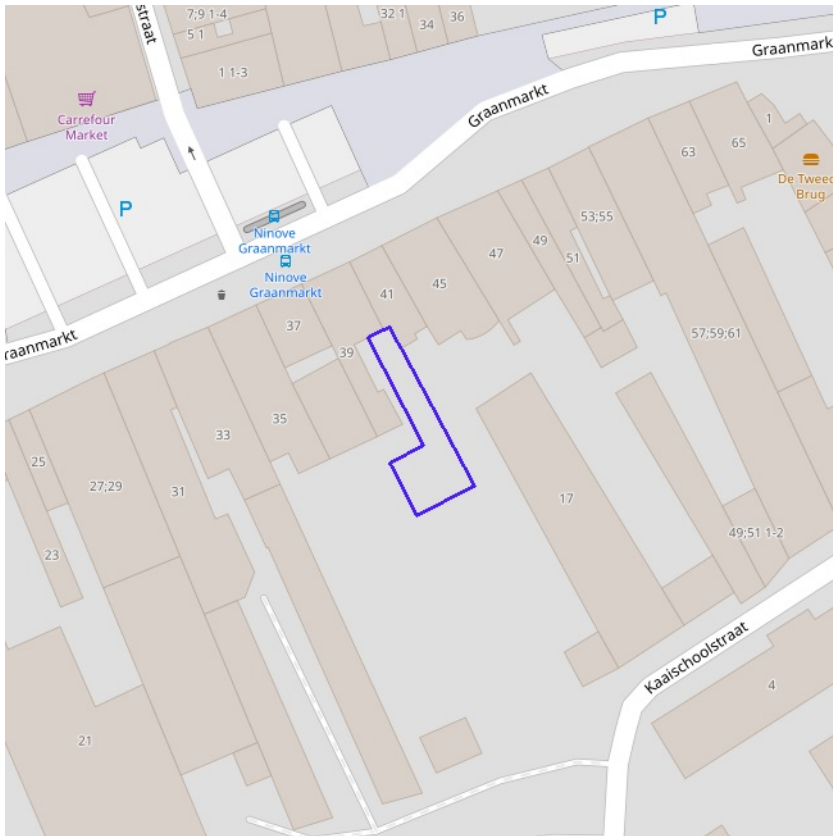 straat
7;9 1-4
5 1
32 1
34
36
P
1 1-3
Carrefour
Market
Graanmarkt
Graanmark
1
63
65
De Tweed
Brug
P
Ninove
Graanmarkt
Ninove
Graanmarkt
53;55
49
51
47
45
41
37
39
raanmarkt
57;59;61
35
33
25
27;29
31
23
17
49;51 1-2
Kaaischoolstraat
4
21